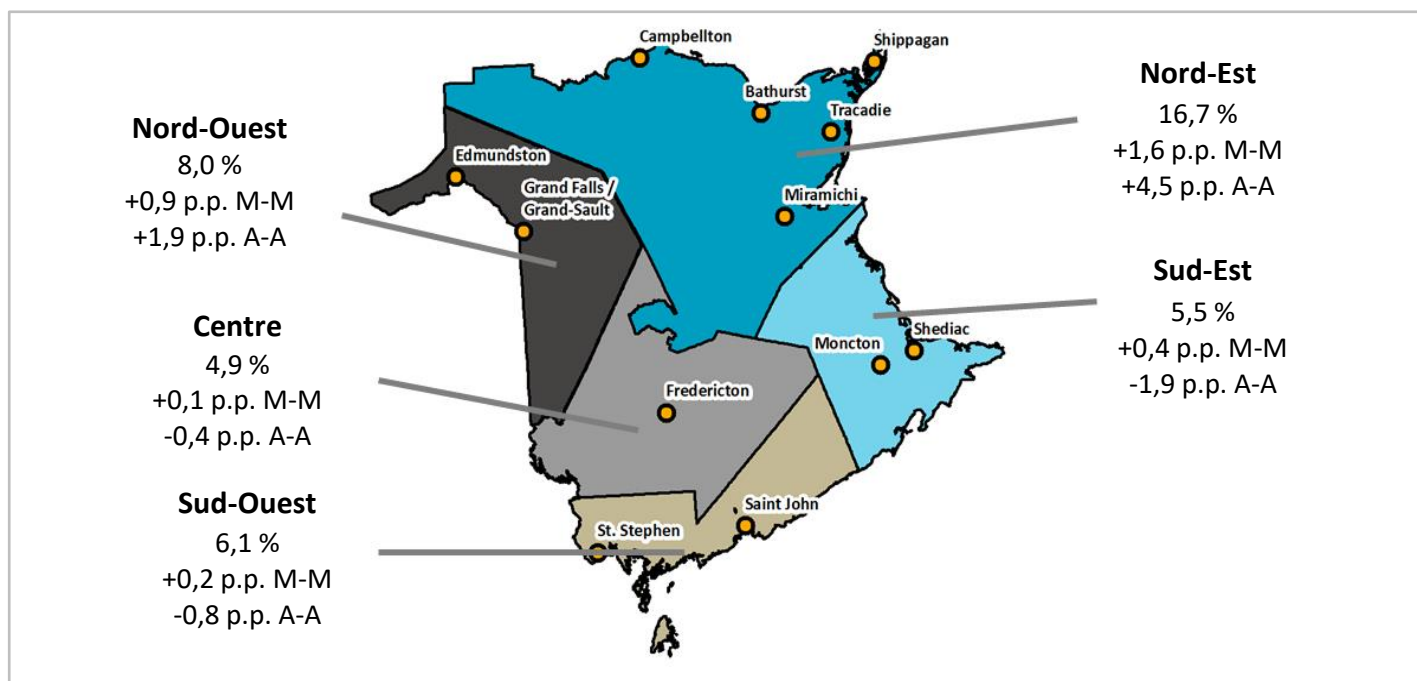 Nord-Ouest
8,0 %
+0,9 p.p. M-M
+1,9 p.p. A-A
Centre
4,9 %
+0,1 p.p. M-M
-0,4 p.p. A-A
Sud-Ouest
6,1 %
+0,2 p.p. M-M
-0,8 p.p. A-A
Campbellton
Shippagan
Bathurst
Tracadie
Edmundston
Grand Falls /
Grand-Sault
Miramichi
Moncton
Shediac
Fredericton
Saint John
St. Stephen
Nord-Est
16,7 %
+1,6 p.p. M-M
+4,5 p.p. A-A
Sud-Est
5,5 %
+0,4 p.p. M-M
-1,9 p.p. A-A